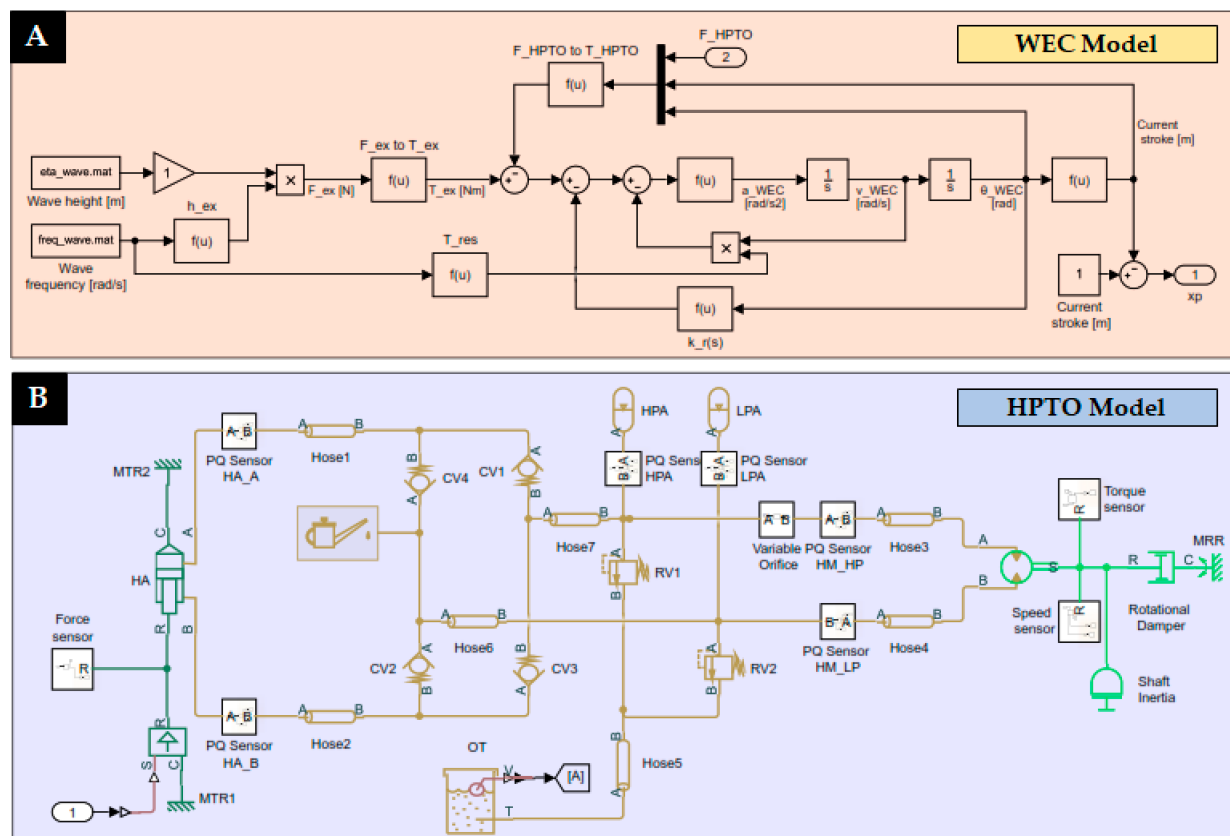 A
WEC Model
F_HPTO
F_HPTO to T_HPTO
2
f(u)
Current
stroke [m]
eta_wave.mat
Wave height [m]
1
×
F_ex [N]
F_ex to T_ex
f(u)
T_ex [Nm]
f(u)
a_WEC
[rad/s2]
1
s
v_WEC
[rad/s]
1
s
θ_WEC
[rad]
f(u)
h_ex
freq_wave.mat
Wave
frequency [rad/s]
f(u)
T_res
f(u)
×
1
Current
stroke [m]
1
xp
f(u)
k_r(s)
B
HPTO Model
HPA
LPA
A
A
A
B
PQ Sensor
HA_A
A
B
Hose1
MTR2
B
CV4
A
CV1
A
B
A
B
PQ Sens
HPA
A
B
PQ Sensor
LPA
Torque
sensor
R
C
A
HA
R
B
A
B
Hose7
A
B
Variable
Orifice
A
B
PQ Sensor
HM_HP
A
B
Hose3
A
B
S
R
C
MRR
A
RV1
B
Force
sensor
R
A
B
Hose6
B
A
PQ Sensor
HM_LP
A
B
Hose4
Speed
sensor
R
Rotational
Damper
A
CV2
B
B
CV3
A
A
RV2
B
Shaft
Inertia
A
B
PQ Sensor
HA_B
A
B
Hose2
R
S
C
MTR1
1
OT
V
[A]
T
B
Hose5
A